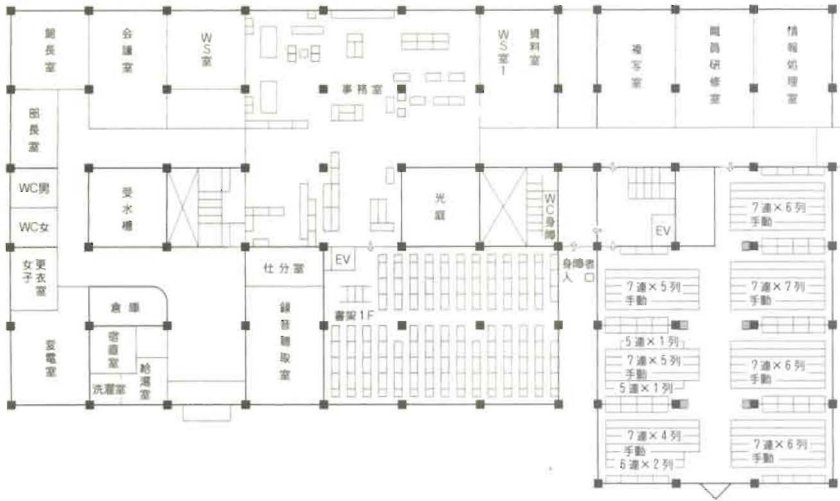 館長室
会議室
WS室
事務室
WS室1
資料室
複写室
職員研修室
情報処理室
部長室
WC男
WC女
受水槽
光庭
WC身障
EV
7連×6列
手動
女子更衣室
仕分室
EV
身障者
入口
7連×5列
手動
7連×7列
手動
倉庫
書架1F
録音聴取室
変電室
宿直室
給湯室
洗濯室
5連×1列
7連×5列
手動
5連×1列
7連×6列
手動
7連×4列
手動
6連×2列
7連×6列
手動